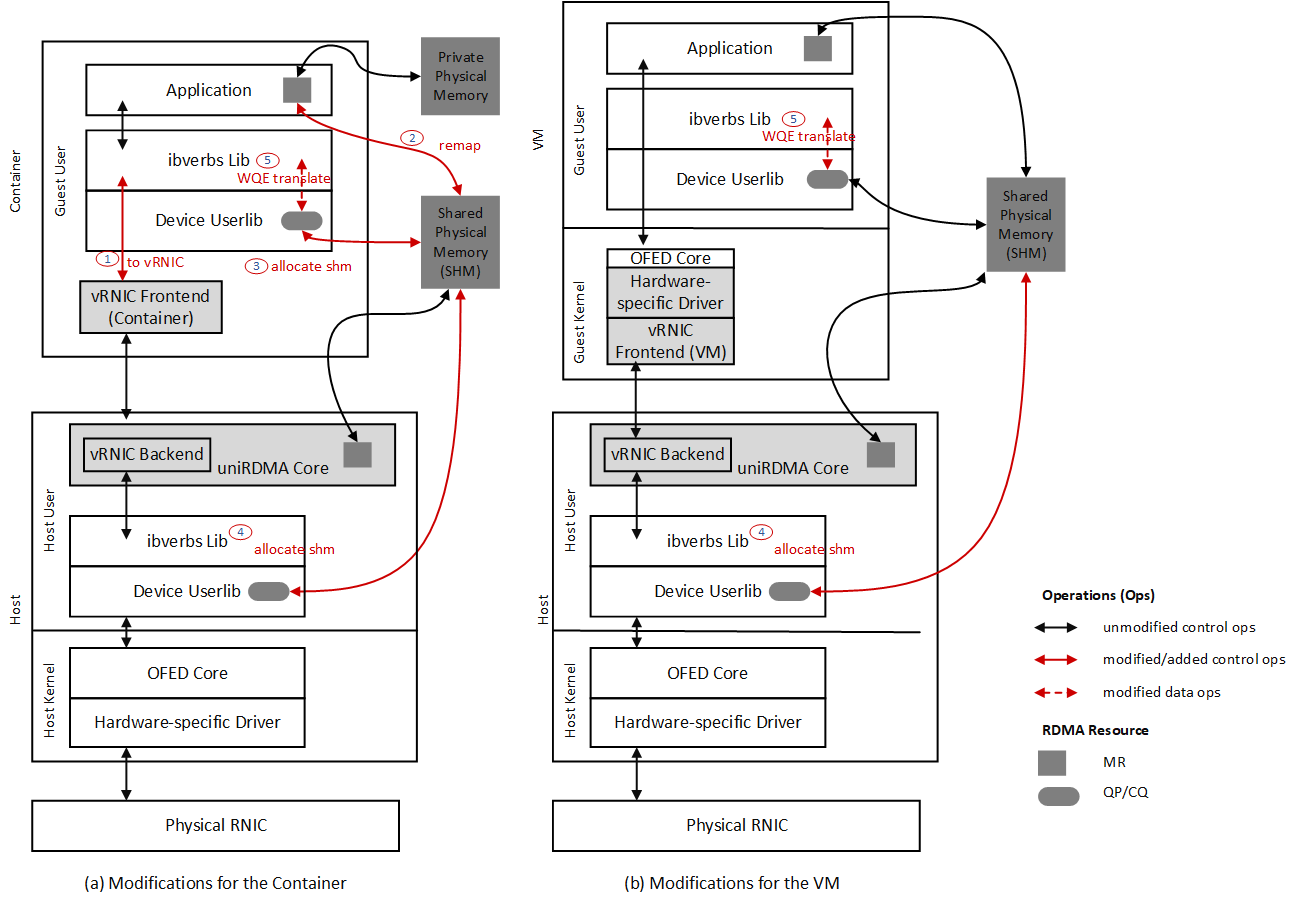 Container
Guest User
Application
Private
Physical
Memory
2
remap
ibverbs Lib
5
WQE translate
Device Userlib
Shared
Physical
Memory
(SHM)
1
to vRNIC
3
allocate shm
vRNIC Frontend
(Container)
Host
Host User
vRNIC Backend
uniRDMA Core
ibverbs Lib
4
allocate shm
Device Userlib
Host Kernel
OFED Core
Hardware-specific Driver
Physical RNIC
(a) Modifications for the Container
VM
Guest User
Application
ibverbs Lib
5
WQE translate
Device Userlib
Shared
Physical
Memory
(SHM)
Guest Kernel
OFED Core
Hardware-
specific Driver
vRNIC
Frontend (VM)
Host
Host User
vRNIC Backend
uniRDMA Core
ibverbs Lib
4
allocate shm
Device Userlib
Host Kernel
OFED Core
Hardware-specific Driver
Physical RNIC
(b) Modifications for the VM
Operations (Ops)
unmodified control ops
modified/added control ops
modified data ops
RDMA Resource
MR
QP/CQ